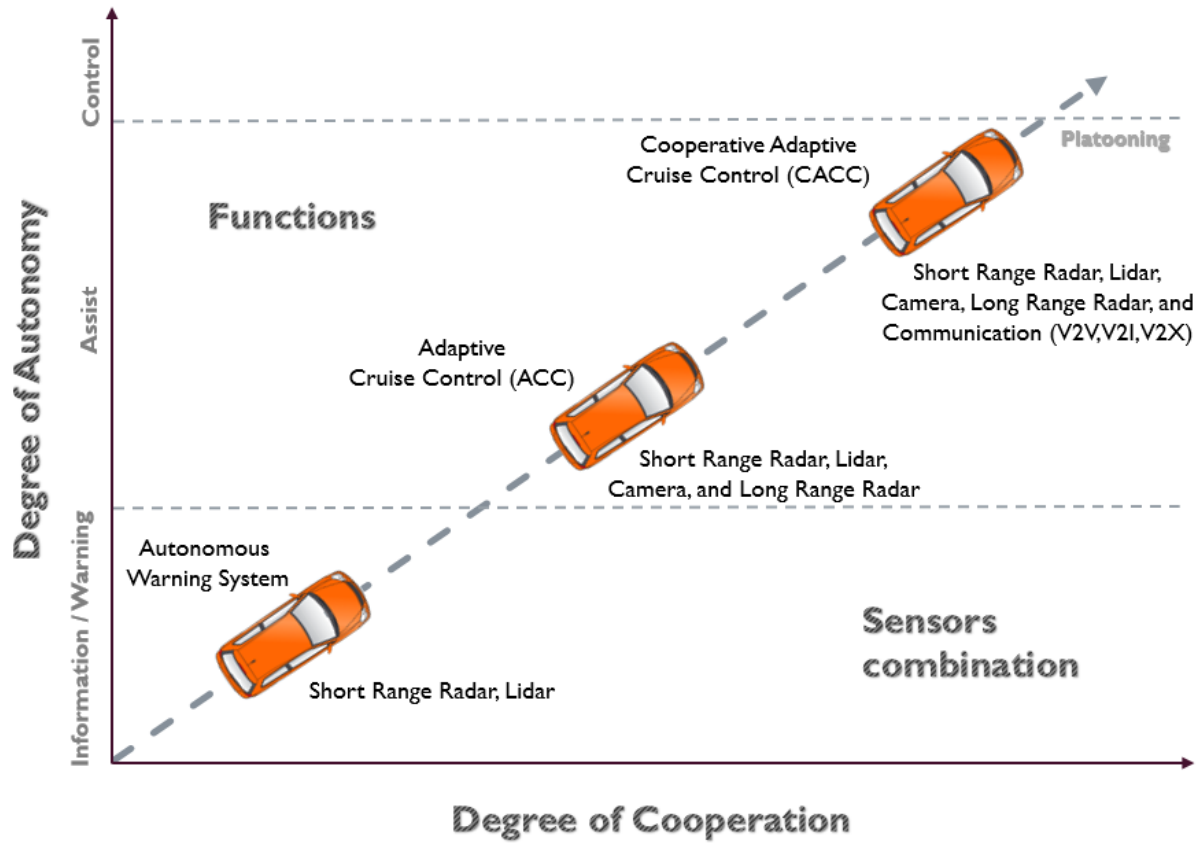 Control
Platooning
Cooperative Adaptive
Cruise Control (CACC)
Functions
Short Range Radar, Lidar,
Camera, Long Range Radar, and
Communication (V2V,V2I,V2X)
Degree of Autonomy
Assist
Adaptive
Cruise Control (ACC)
Short Range Radar, Lidar,
Camera, and Long Range Radar
Information / Warning
Autonomous
Warning System
Short Range Radar, Lidar
Sensors
combination
Degree of Cooperation